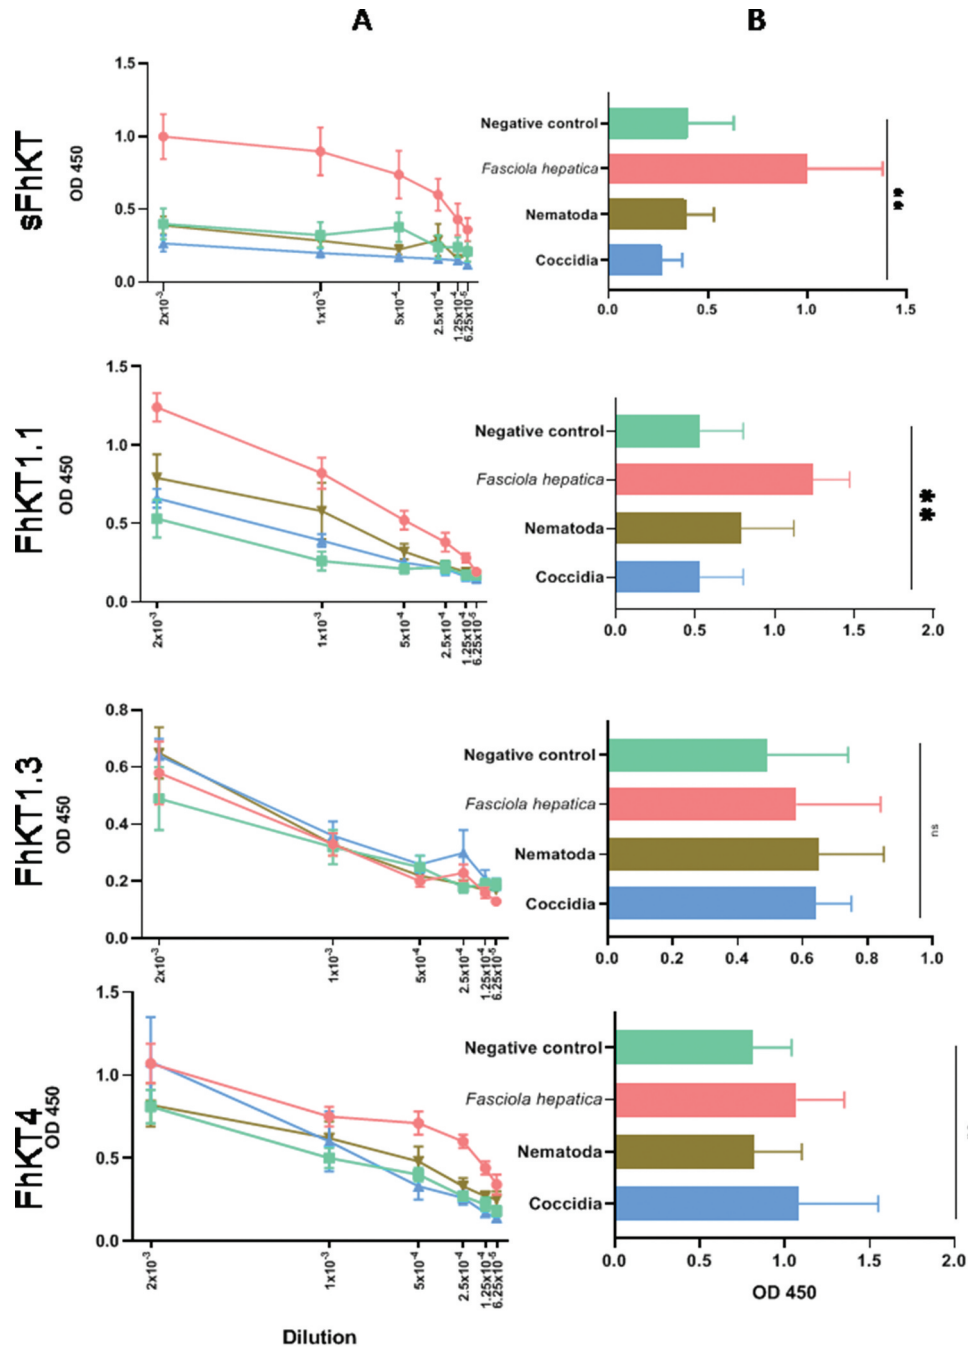 A
B
sFhKT
OD 450
1.5
1.0
0.5
0.0
2x10-3
1x10-3
5x10-4
2.5x10-4
1.25x10-4
6.25x10-5
Negative control
Fasciola hepatica
Nematoda
Coccidia
**
0.0 0.5 1.0 1.5
FhKT1.1
OD 450
1.5
1.0
0.5
0.0
2x10-3
1x10-3
5x10-4
2.5x10-4
1.25x10-4
6.25x10-5
Negative control
Fasciola hepatica
Nematoda
Coccidia
**
0.0 0.5 1.0 1.5 2.0
FhKT1.3
OD 450
0.8
0.6
0.4
0.2
0.0
2x10-3
1x10-3
5x10-4
2.5x10-4
1.25x10-4
6.25x10-5
Negative control
Fasciola hepatica
Nematoda
Coccidia
ns
0.0 0.2 0.4 0.6 0.8 1.0
FhKT4
OD 450
1.5
1.0
0.5
0.0
2x10-3
1x10-3
5x10-4
2.5x10-4
1.25x10-4
6.25x10-5
Dilution
Negative control
Fasciola hepatica
Nematoda
Coccidia
0.0 0.5 1.0 1.5 2.0
OD 450